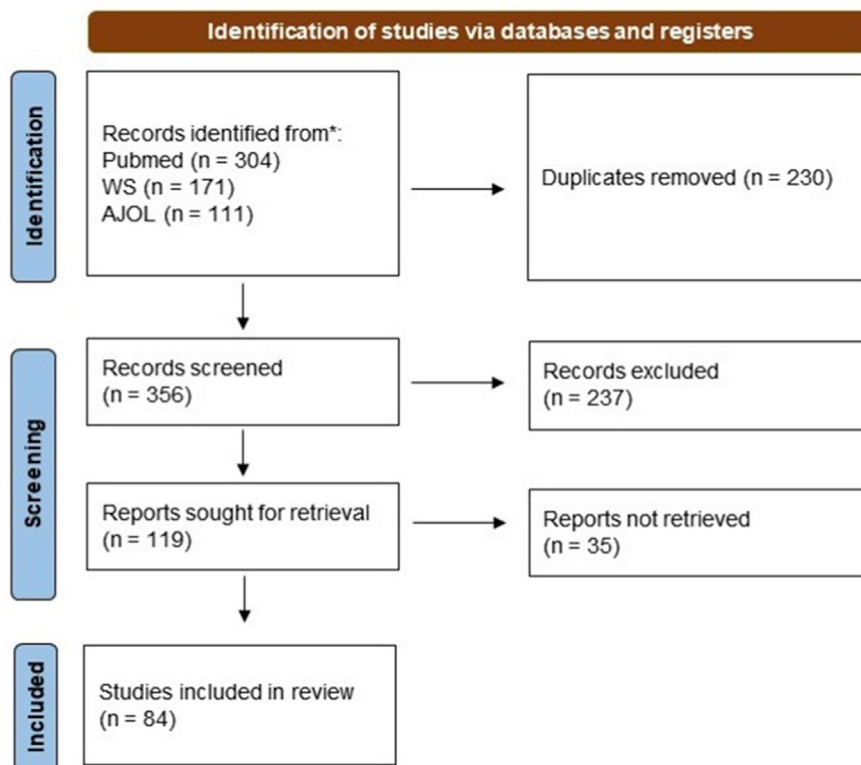 Identification of studies via databases and registers
Identification
Records identified from*:
Pubmed (n = 304)
WS (n = 171)
AJOL (n = 111)
Duplicates removed (n = 230)
Screening
Records screened
(n = 356)
Records excluded
(n = 237)
Reports sought for retrieval
(n = 119)
Reports not retrieved
(n = 35)
Included
Studies included in review
(n = 84)